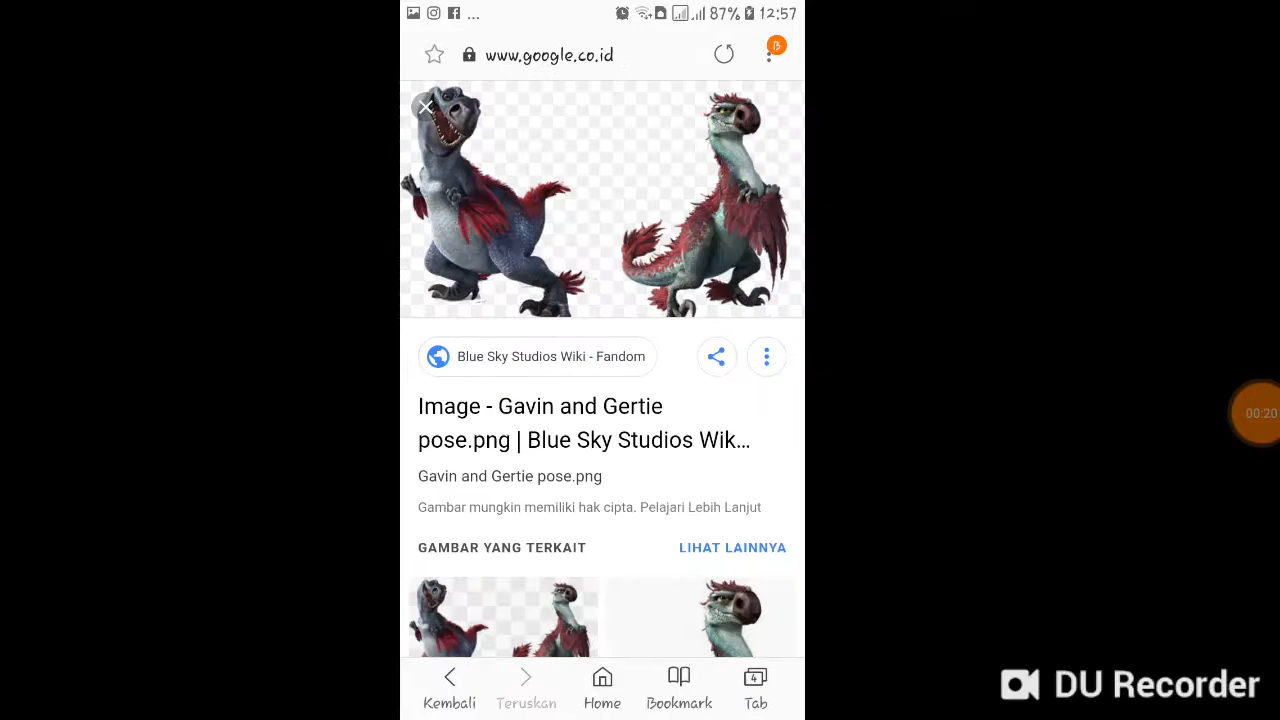 ... 87% 12:57
www.google.co.id
B
Blue Sky Studios Wiki - Fandom
Image - Gavin and Gertie
pose.png | Blue Sky Studios Wik...
Gavin and Gertie pose.png
Gambar mungkin memiliki hak cipta. Pelajari Lebih Lanjut
GAMBAR YANG TERKAIT LIHAT LAINNYA
4
Kembali Teruskan Home Bookmark Tab
00:20
DU Recorder